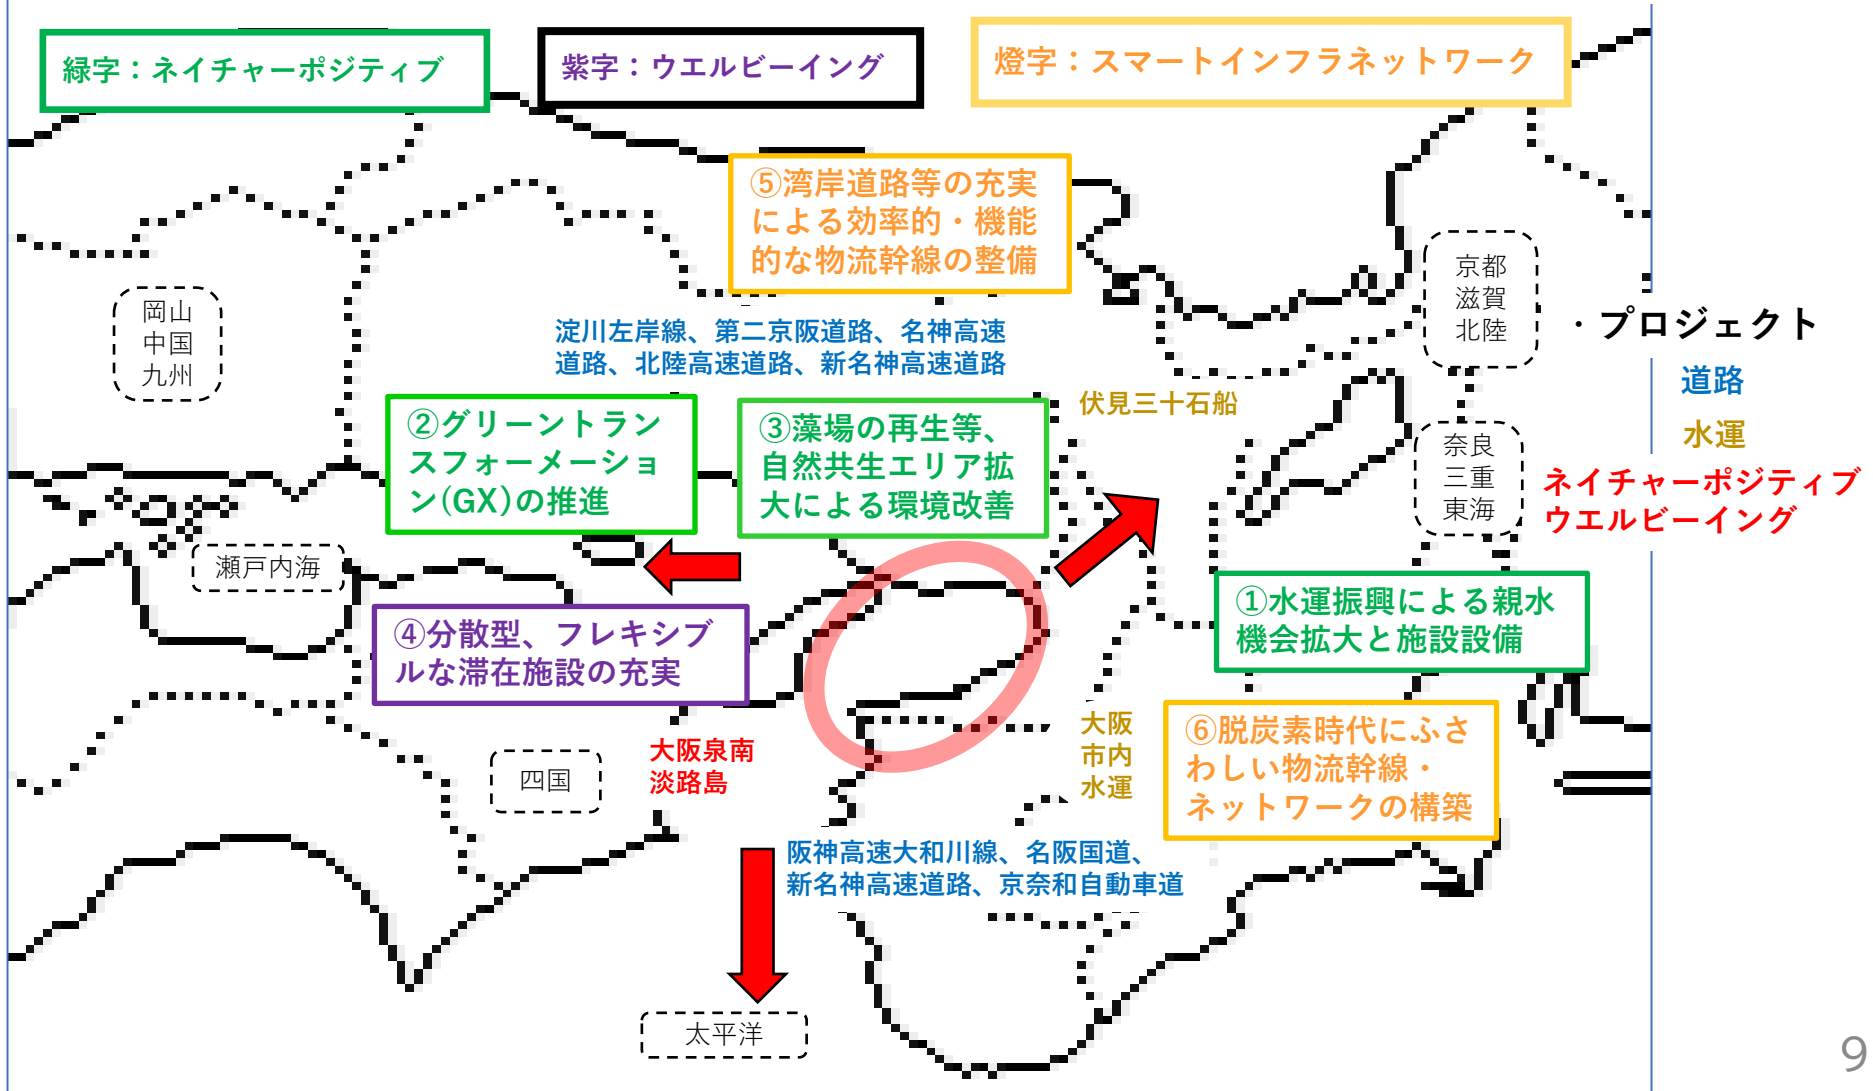 緑字：ネイチャーポジティブ
紫字：ウエルビーイング
燈字：スマートインフラネットワーク
⑤湾岸道路等の充実
による効率的・機能
的な物流幹線の整備
京都
滋賀
北陸
岡山
中国
九州
淀川左岸線、第二京阪道路、名神高速
道路、北陸高速道路、新名神高速道路
・プロジェクト
道路
水運
ネイチャーポジティブ
ウエルビーイング
伏見三十石船
②グリーントラン
スフォーメーショ
ン(GX)の推進
③藻場の再生等、
自然共生エリア拡
大による環境改善
奈良
三重
東海
瀬戸内海
①水運振興による親水
機会拡大と施設設備
④分散型、フレキシブ
ルな滞在施設の充実
大阪泉南
淡路島
四国
大阪
市内
水運
⑥脱炭素時代にふさ
わしい物流幹線・
ネットワークの構築
阪神高速大和川線、名阪国道、
新名神高速道路、京奈和自動車道
太平洋
9